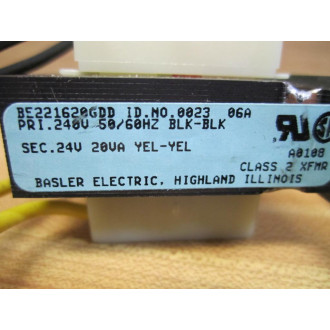 BE221620GDD ID.NO.0023 06A
PRI.240V 50/60HZ BLK-BLK
SEC.24V 20VA YEL-YEL
A0108
CLASS 2 XFMR
BASLER ELECTRIC, HIGHLAND ILLINOIS